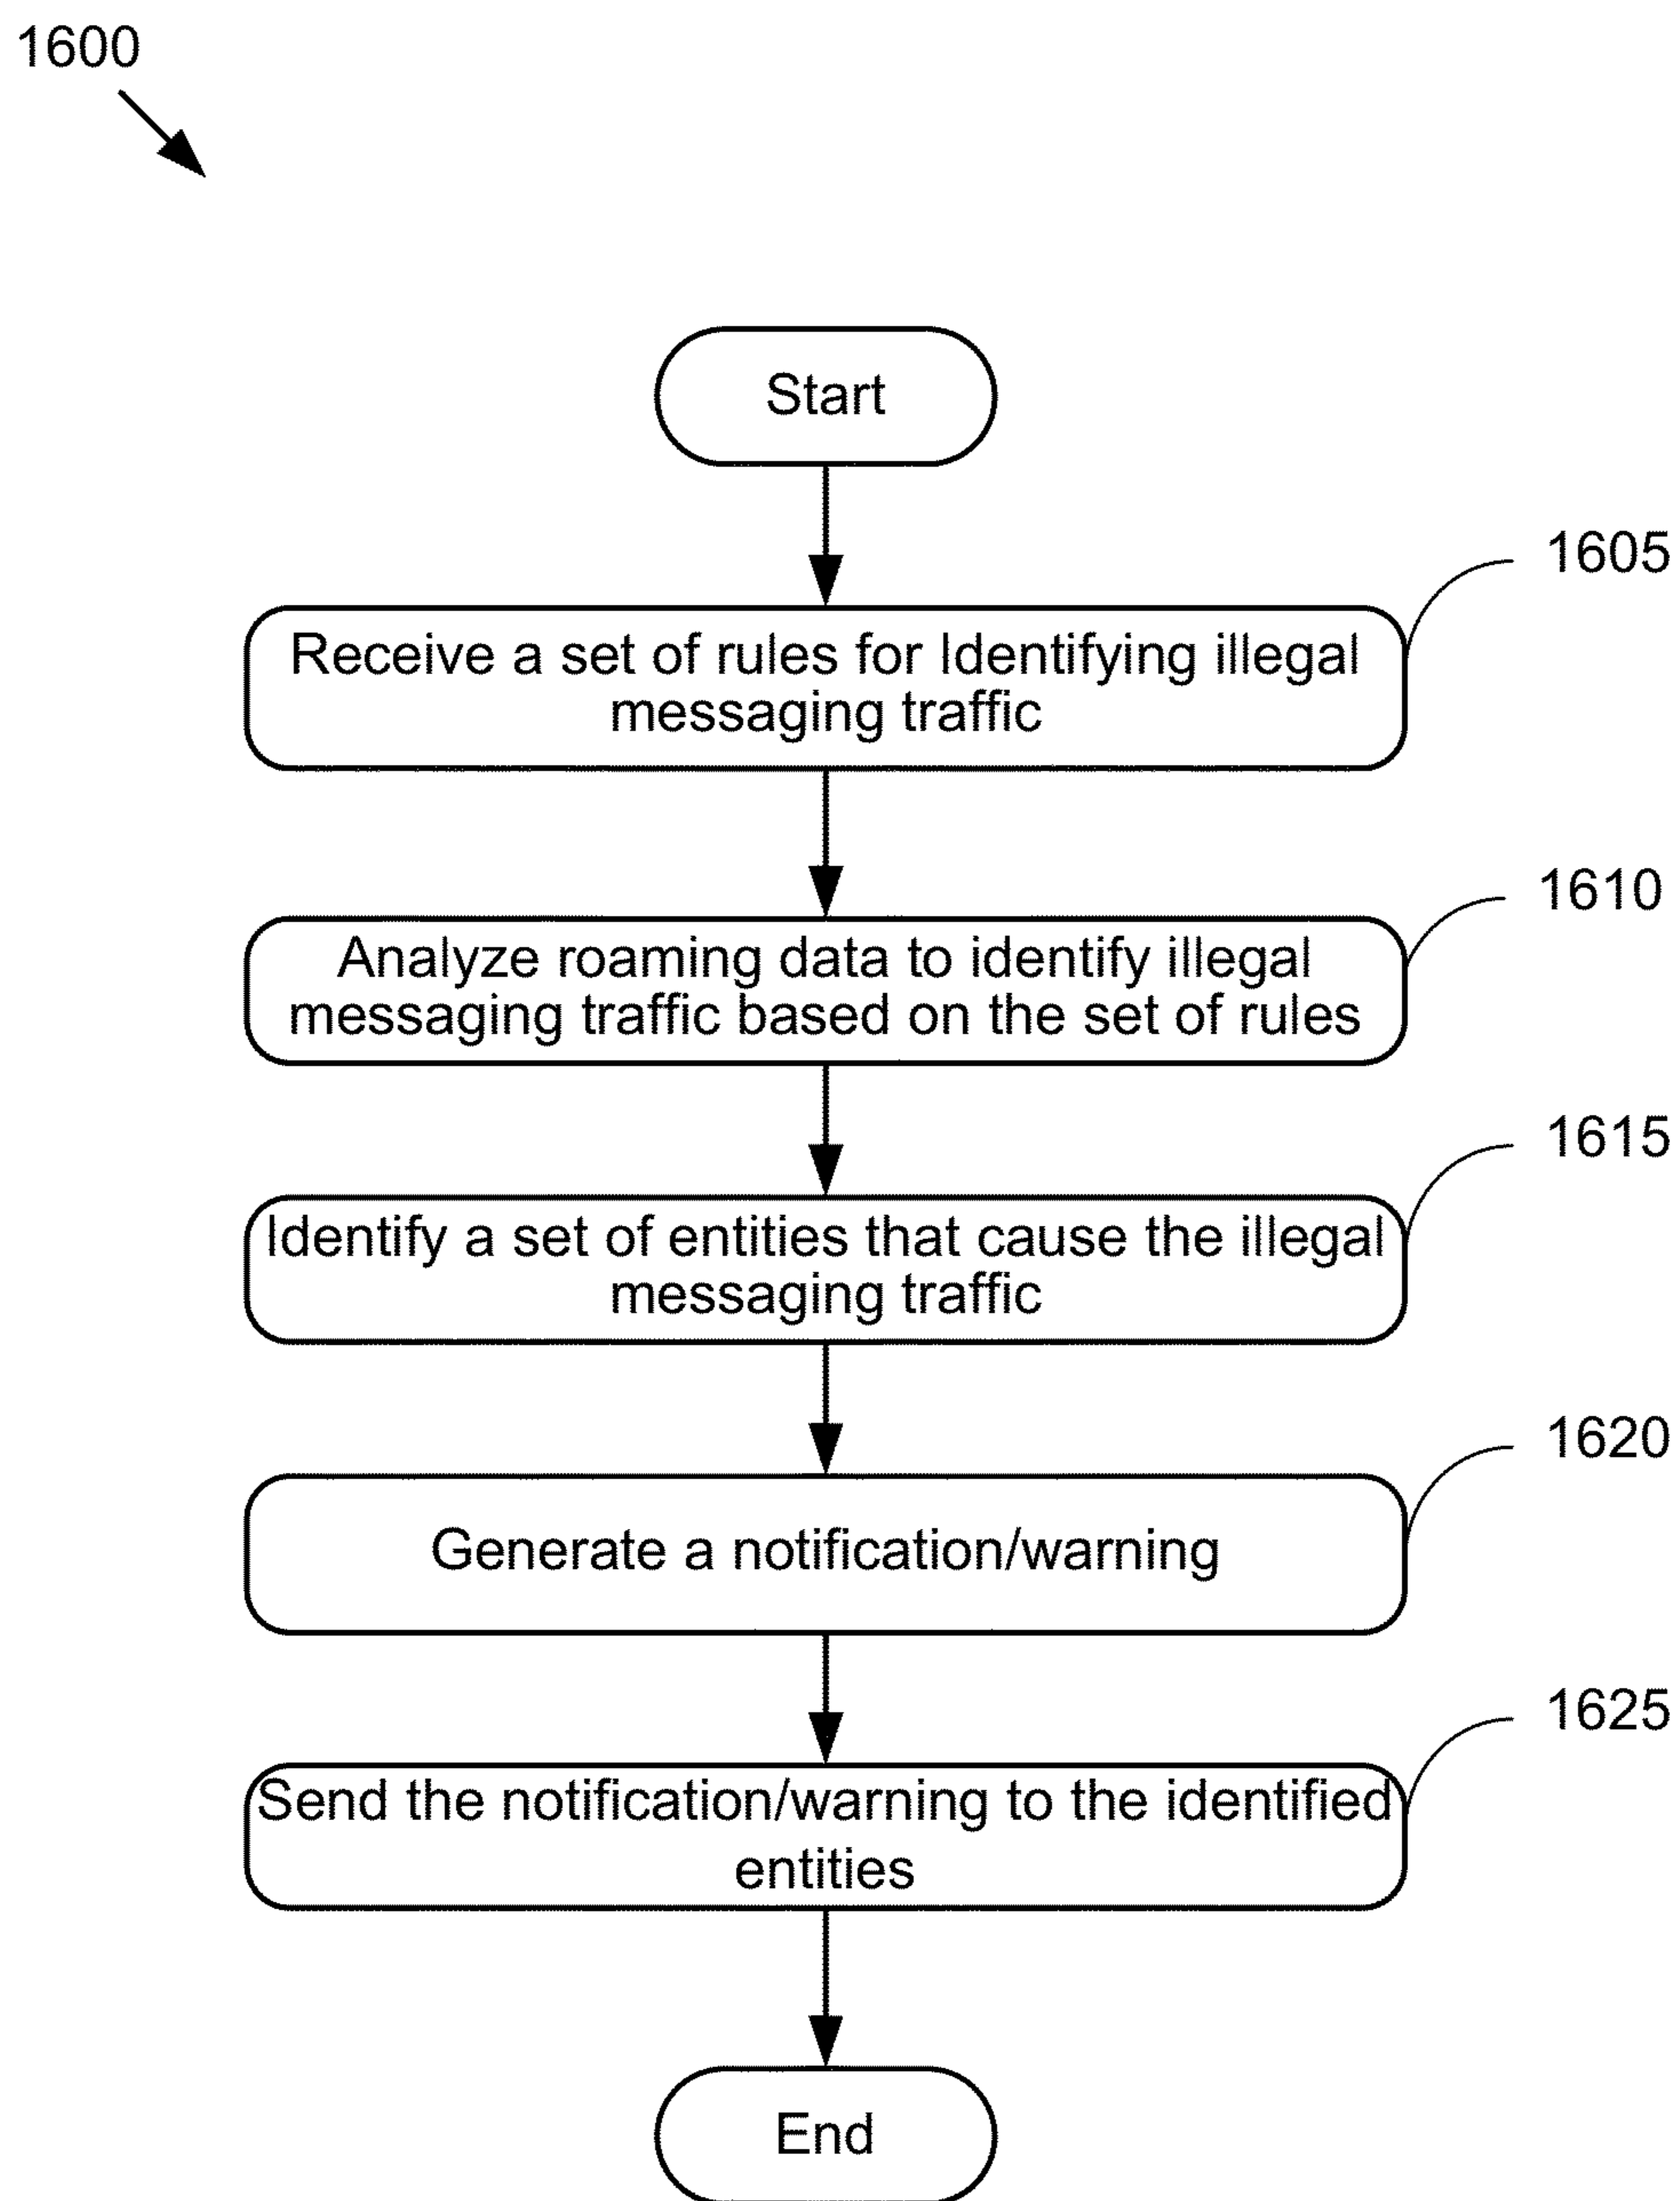 1600
Start
1605
Receive a set of rules for Identifying illegal
messaging traffic
1610
Analyze roaming data to identify illegal
messaging traffic based on the set of rules
1615
Identify a set of entities that cause the illegal
messaging traffic
1620
Generate a notification/warning
1625
Send the notification/warning to the identified
entities
End